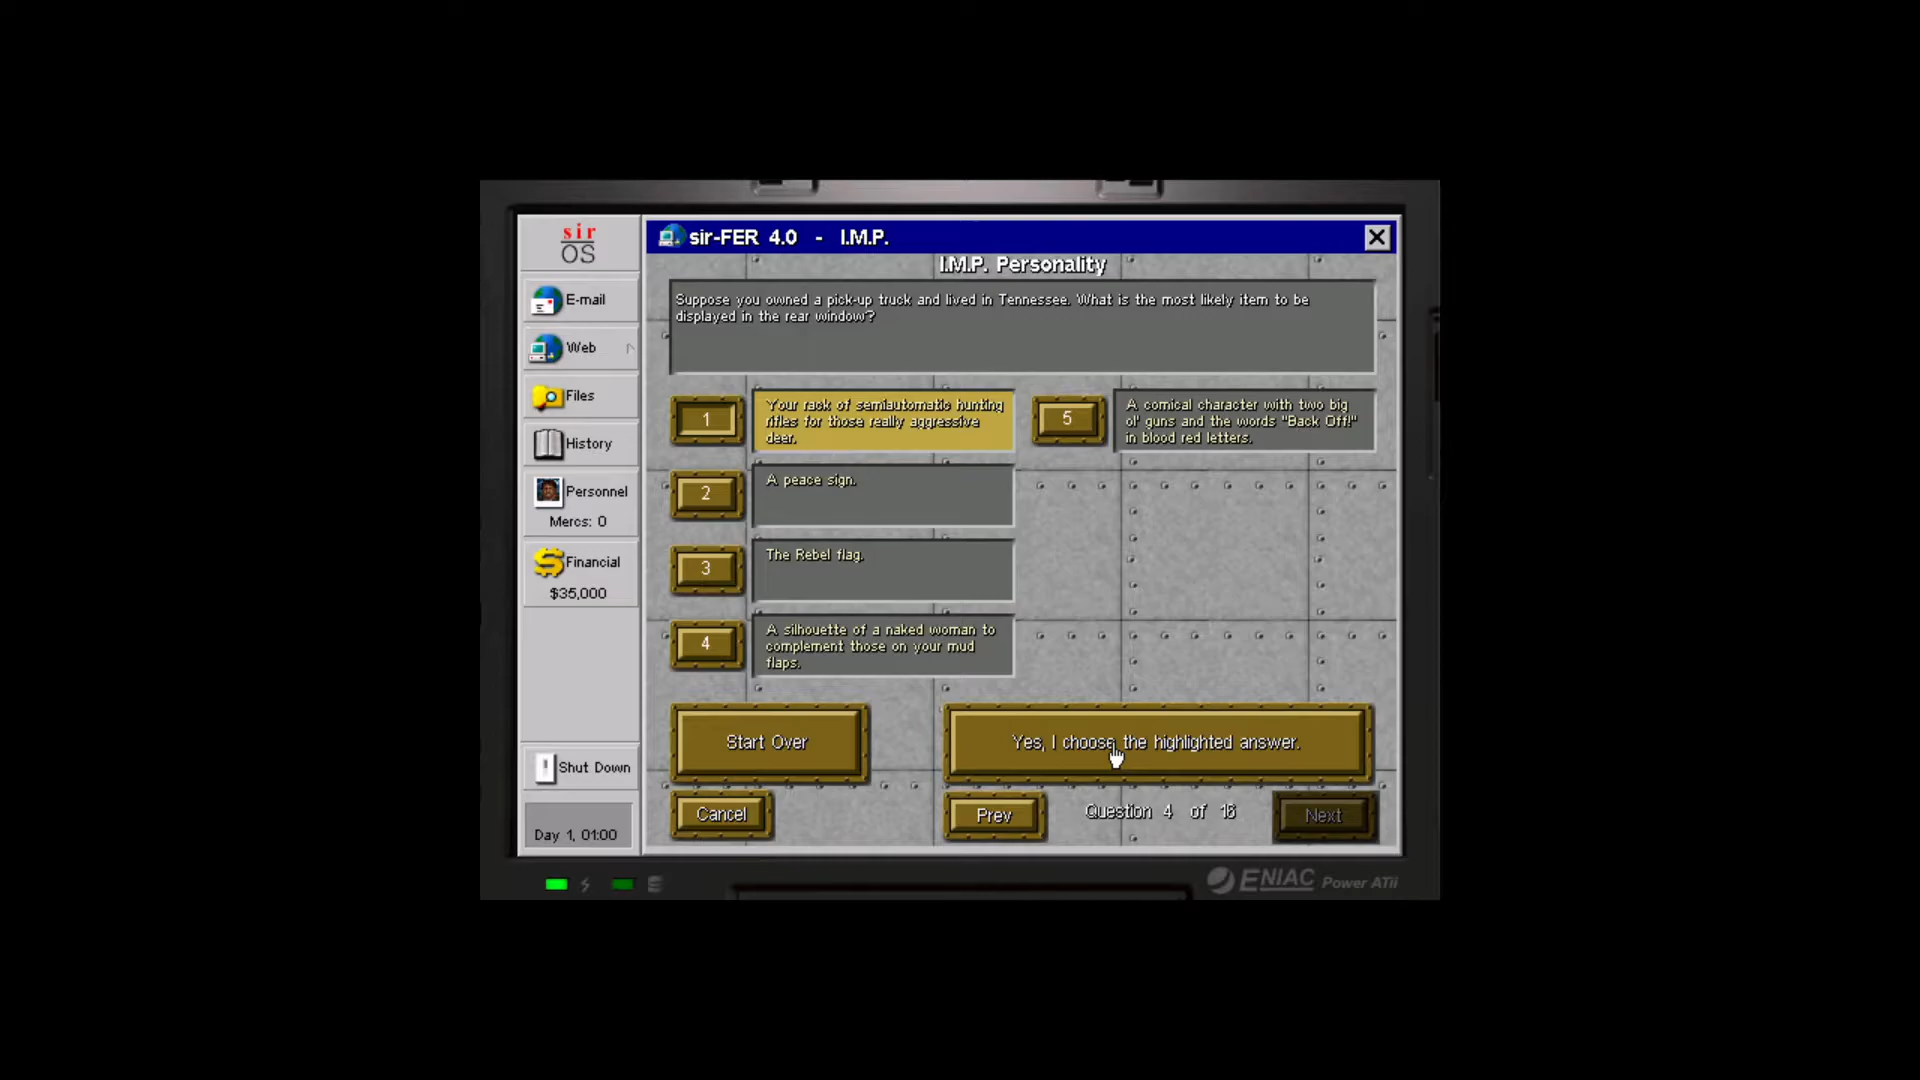 sir
OS
E-mail
Web
Files
History
Personnel
Mercs: 0
Financial
$35,000
Shut Down
Day 1, 01:00
sir-FER 4.0 - I.M.P.
I.M.P. Personality
Suppose you owned a pick-up truck and lived in Tennessee. What is the most likely item to be
displayed in the rear window?
1
Your rack of semiautomatic hunting
rifles for those really aggressive
deer.
2
A peace sign.
3
The Rebel flag.
4
A silhouette of a naked woman to
complement those on your mud
flaps.
5
A comical character with two big
ol' guns and the words "Back Off!"
in blood red letters.
Start Over
Yes, I choose the highlighted answer.
Cancel
Prev
Question 4 of 16
Next
ENIAC Power ATii